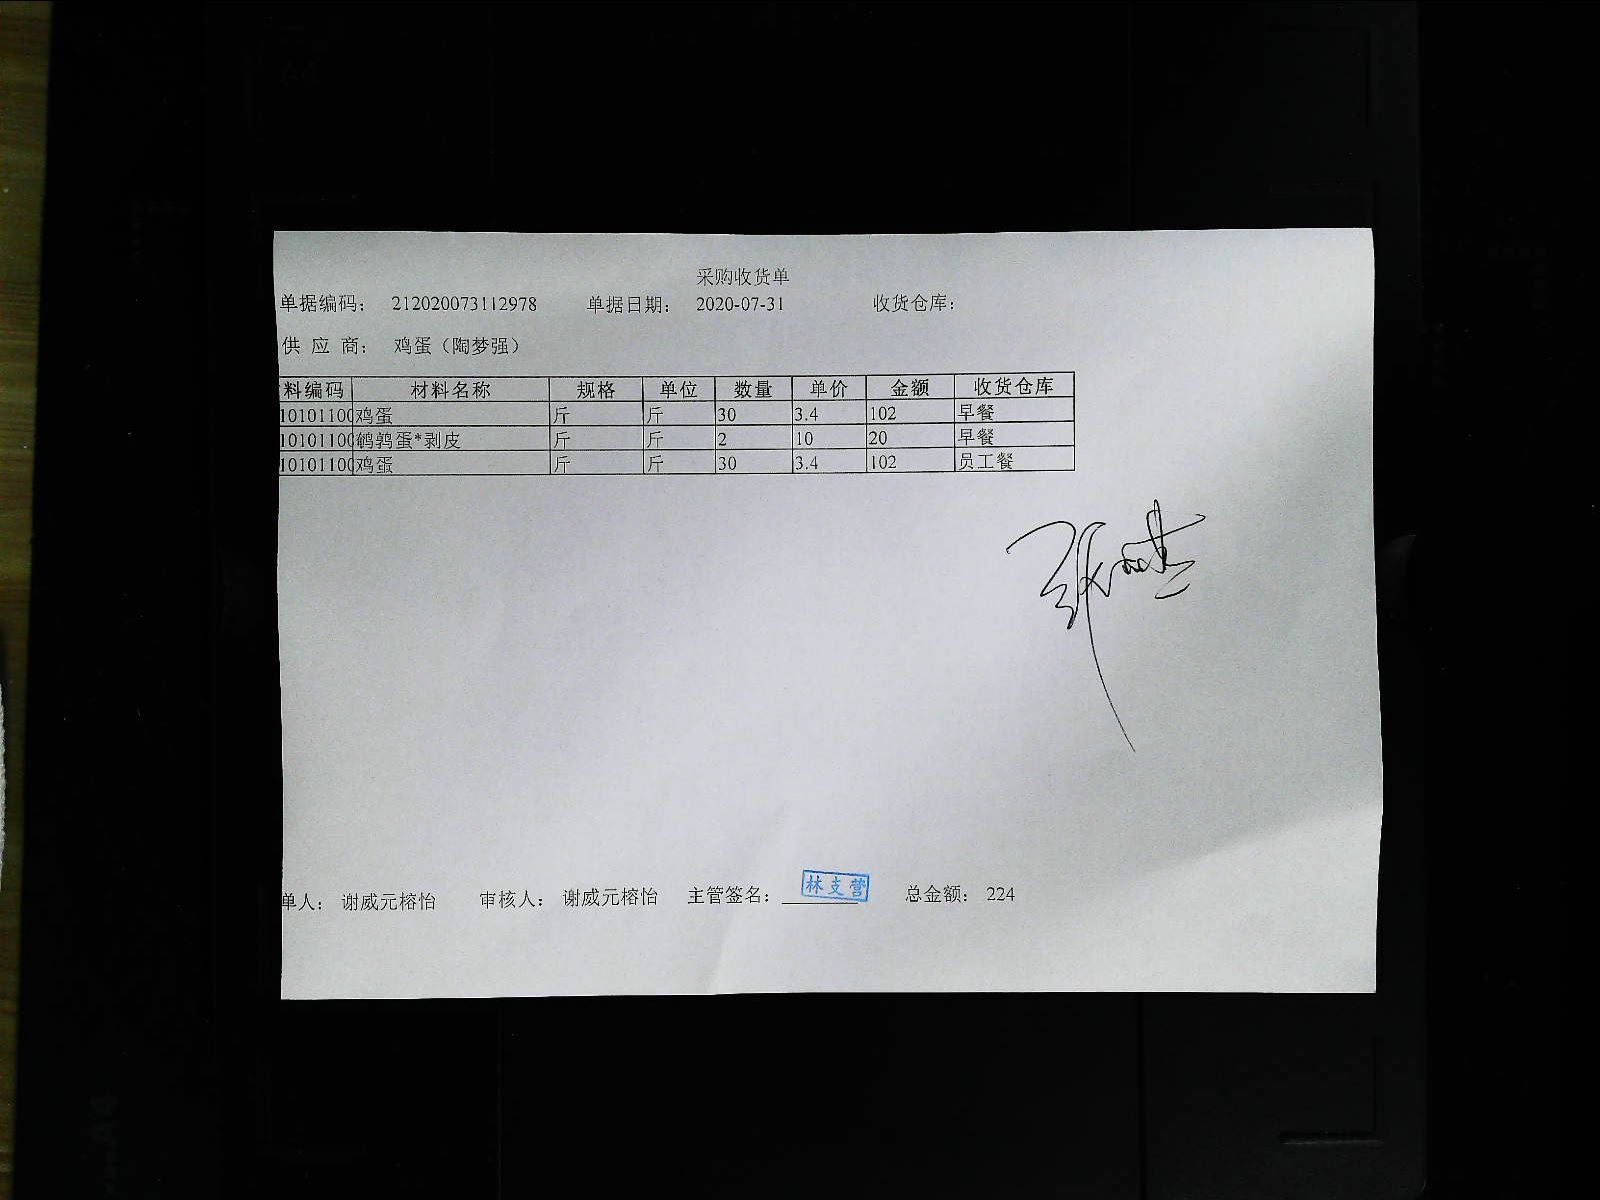 采购收货单
单据编码: 212020073112978 单据日期: 2020-07-31 收货仓库:
供 应 商: 鸡蛋（陶梦强）
料编码 材料名称 规格 单位 数量 单价 金额 收货仓库
10101100 鸡蛋 斤 斤 30 3.4 102 早餐
10101100 鹌鹑蛋*剥皮 斤 斤 2 10 20 早餐
10101100 鸡蛋 斤 斤 30 3.4 102 员工餐
单人: 谢威元榕怡 审核人: 谢威元榕怡 主管签名: 林支营 总金额: 224